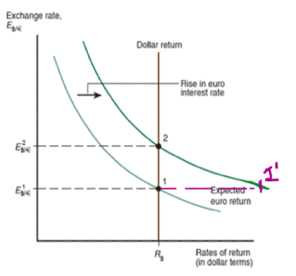 Exchange rate,
E$/€
Dollar return
Rise in euro
interest rate
2
E²$/€
1
1'
E¹$/€
Expected
euro return
R$
Rates of return
(in dollar terms)